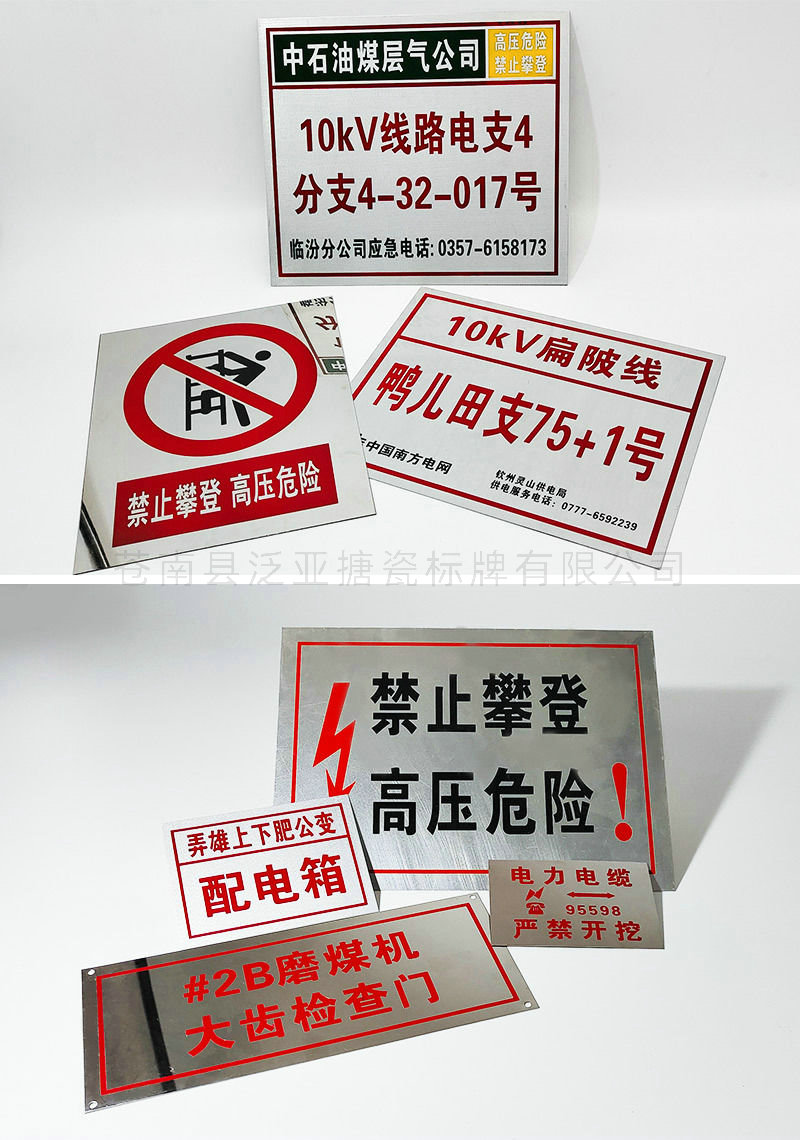 中石油煤层气公司
高压危险
禁止攀登
10kV线路电支4
分支4-32-017号
临汾分公司应急电话:0357-6158173
禁止攀登 高压危险
10kV扁陂线
鸭儿田支75+1号
中国南方电网
钦州灵山供电局
供电服务电话: 0777-6592239
苍南县泛亚搪瓷标牌有限公司
禁止攀登
高压危险!
弄雄上下肥公变
配电箱
电力电缆
95598
严禁开挖
#2B磨煤机
大齿检查门